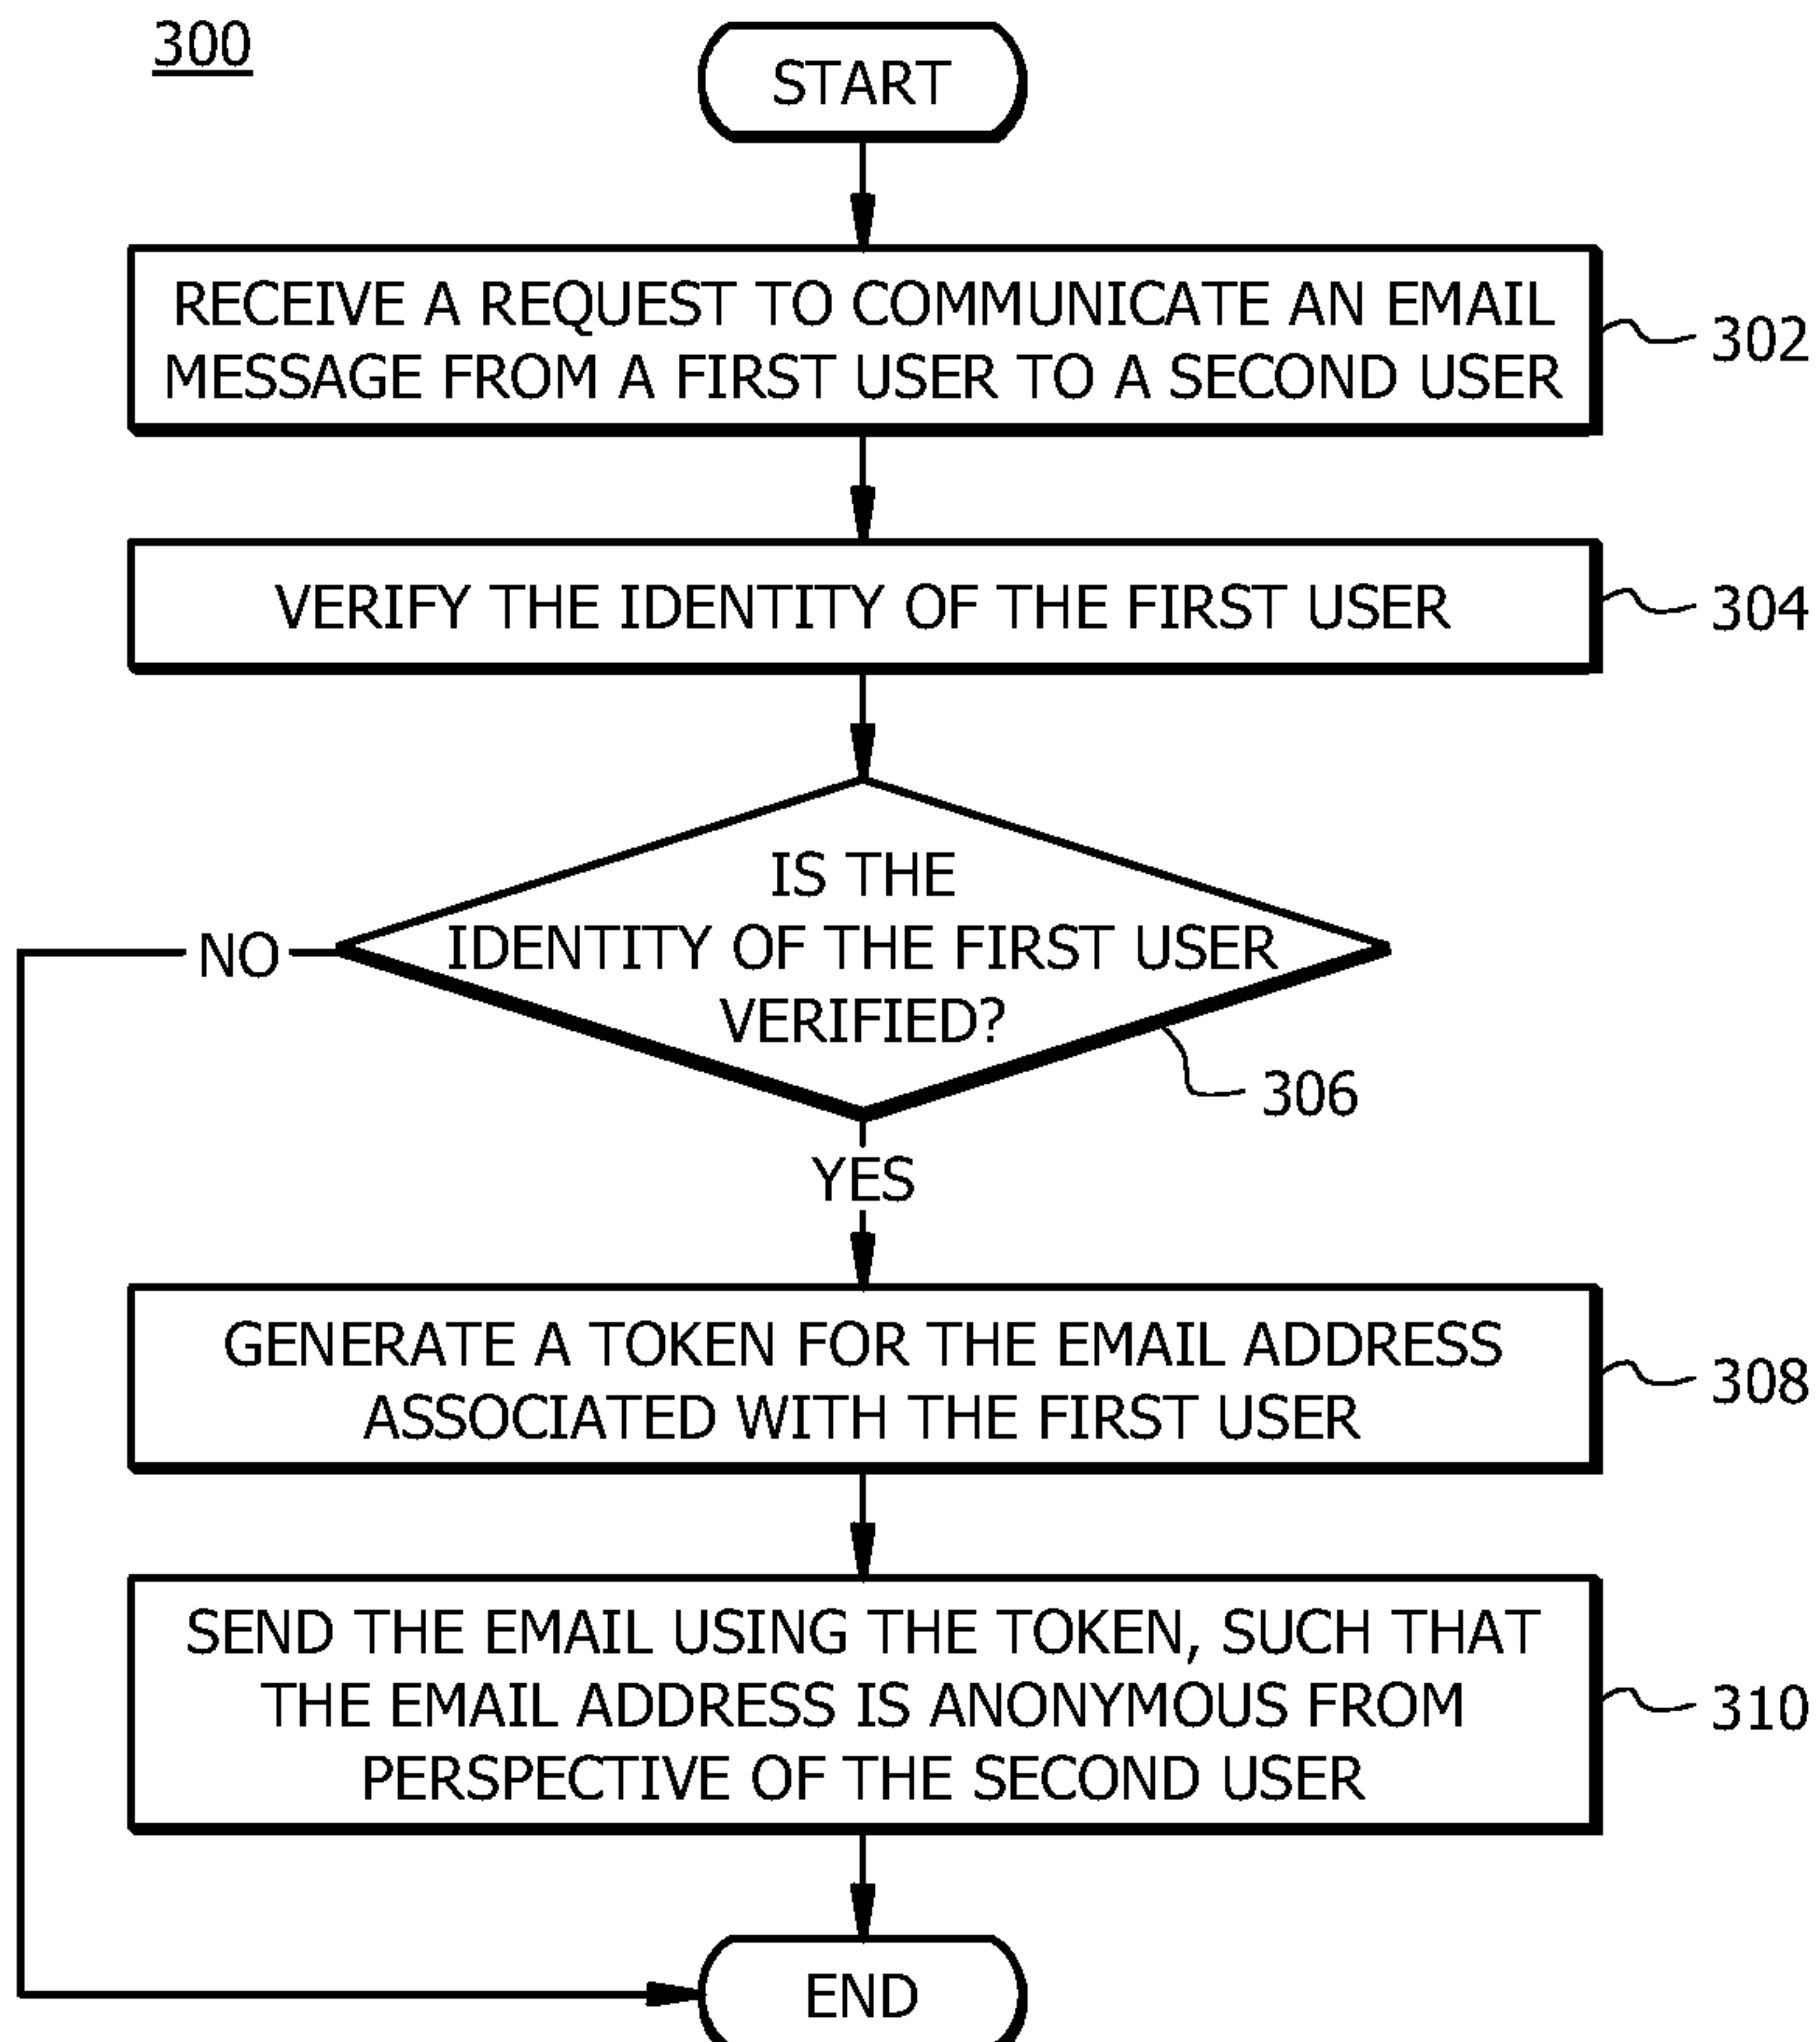 300
START
RECEIVE A REQUEST TO COMMUNICATE AN EMAIL
MESSAGE FROM A FIRST USER TO A SECOND USER
302
VERIFY THE IDENTITY OF THE FIRST USER
304
IS THE
IDENTITY OF THE FIRST USER
VERIFIED?
NO
306
YES
GENERATE A TOKEN FOR THE EMAIL ADDRESS
ASSOCIATED WITH THE FIRST USER
308
SEND THE EMAIL USING THE TOKEN, SUCH THAT
THE EMAIL ADDRESS IS ANONYMOUS FROM
PERSPECTIVE OF THE SECOND USER
310
END